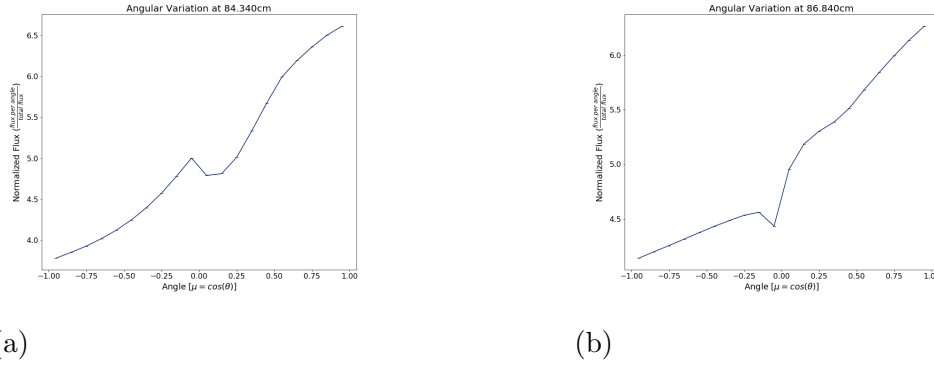 Angular Variation at 84.340cm
Normalized Flux (flux per angle / total flux)
6.5
6.0
5.5
5.0
4.5
4.0
−1.00 −0.75 −0.50 −0.25 0.00 0.25 0.50 0.75 1.00
Angle [μ = cos(θ)]
a)
Angular Variation at 86.840cm
Normalized Flux (flux per angle / total flux)
6.0
5.5
5.0
4.5
−1.00 −0.75 −0.50 −0.25 0.00 0.25 0.50 0.75 1.0
Angle [μ = cos(θ)]
(b)